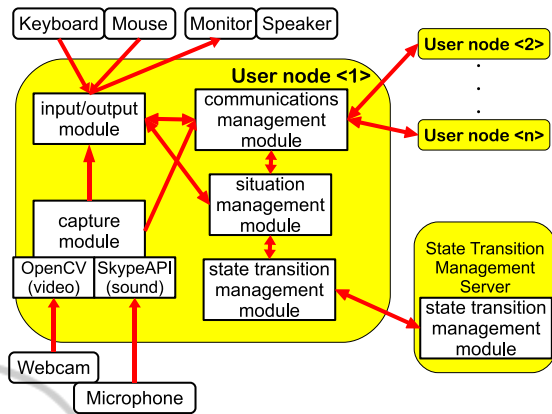 Keyboard Mouse Monitor Speaker
User node <1>
User node <2>
input/output
module
communications
management
module
User node <n>
situation
management
module
capture
module
OpenCV
(video)
SkypeAPI
(sound)
state transition
management
module
State Transition
Management
Server
state transition
management
module
Webcam
Microphone